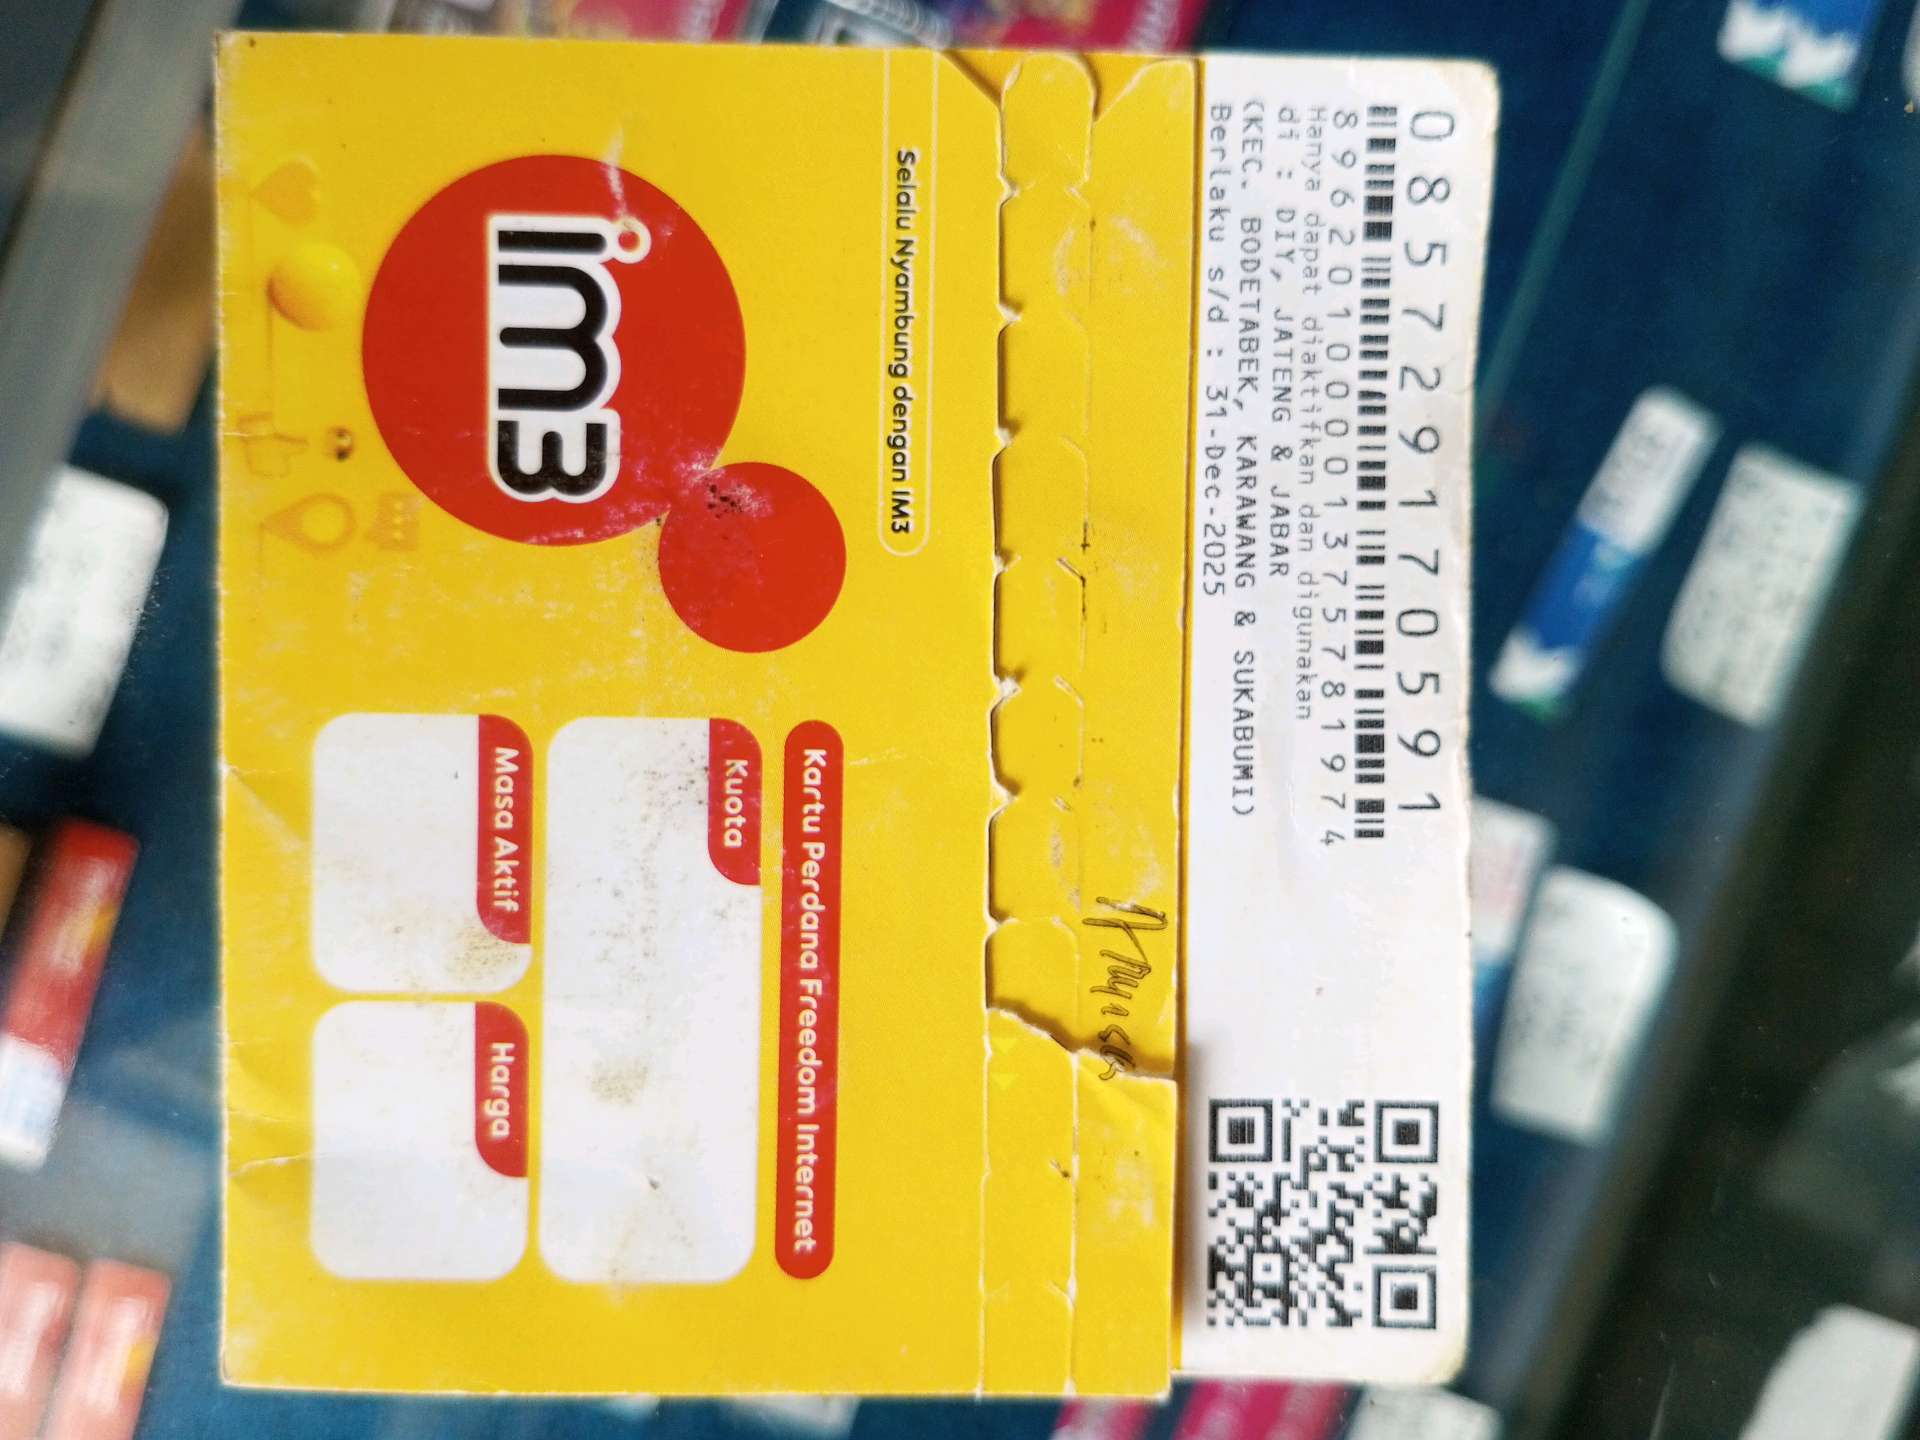 085729170591
8962010000137578 1974
Hanya dapat diaktifkan dan digunakan
di : DIY, JATENG & JABAR
(KEC. BODETABEK, KARAWANG & SUKABUMI)
Berlaku s/d : 31-Dec-2025
Selalu Nyambung dengan IM3
im3
Kartu Perdana Freedom Internet
Kuota
Masa Aktif
Harga